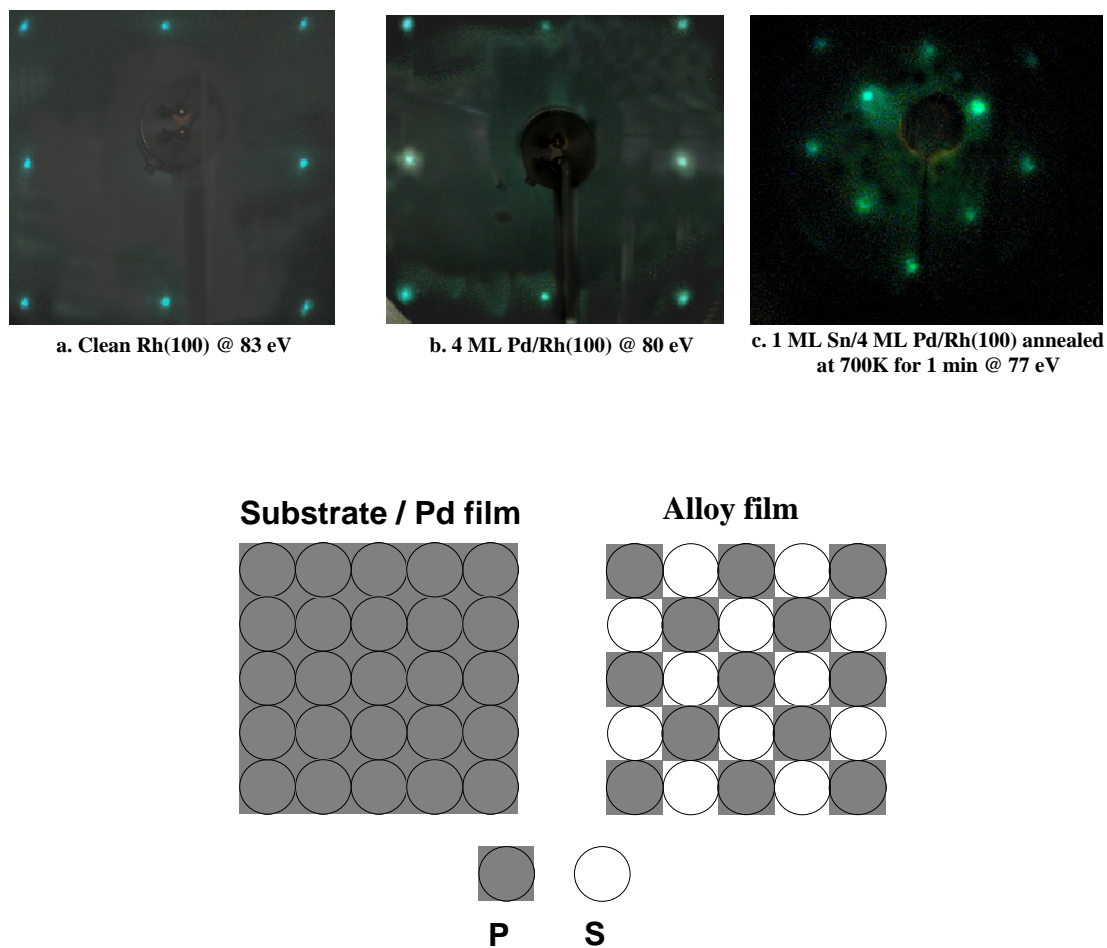 a. Clean Rh(100) @ 83 eV
b. 4 ML Pd/Rh(100) @ 80 eV
c. 1 ML Sn/4 ML Pd/Rh(100) annealed
at 700K for 1 min @ 77 eV
Substrate / Pd film
Alloy film
P
S